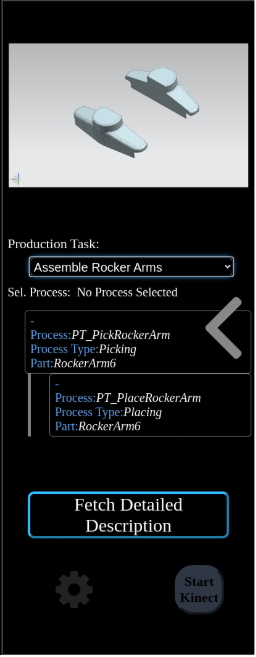 Production Task:
Assemble Rocker Arms
Sel. Process: No Process Selected
-
Process:PT_PickRockerArm
Process Type:Picking
Part:RockerArm6
-
Process:PT_PlaceRockerArm
Process Type:Placing
Part:RockerArm6
Fetch Detailed
Description
Start
Kinect